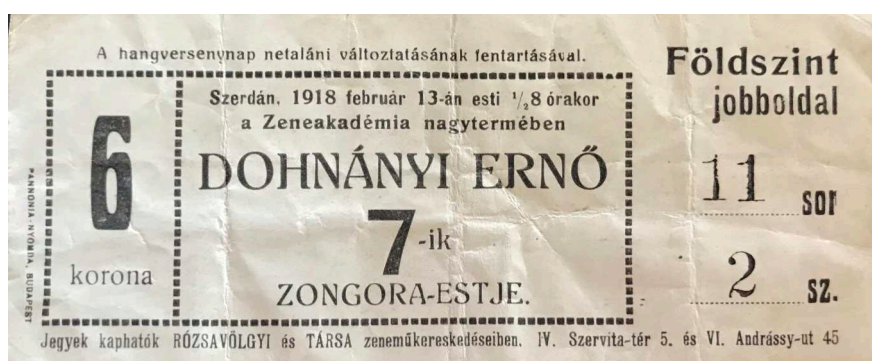 A hangversenynap netaláni változtatásának fentartásával.
6
korona
Szerdán, 1918 február 13-án esti 1/28 órakor
a Zeneakadémia nagytermében
DOHNÁNYI ERNŐ
7-ik
ZONGORA-ESTJE.
Földszint
jobboldal
11 sor
2 sz.
PANNONIA-NYOMDA, BUDAPEST
Jegyek kaphatók RÓZSAVÖLGYI és TÁRSA zeneműkereskedéseiben, IV. Szervita-tér 5. és VI. Andrássy-ut 45